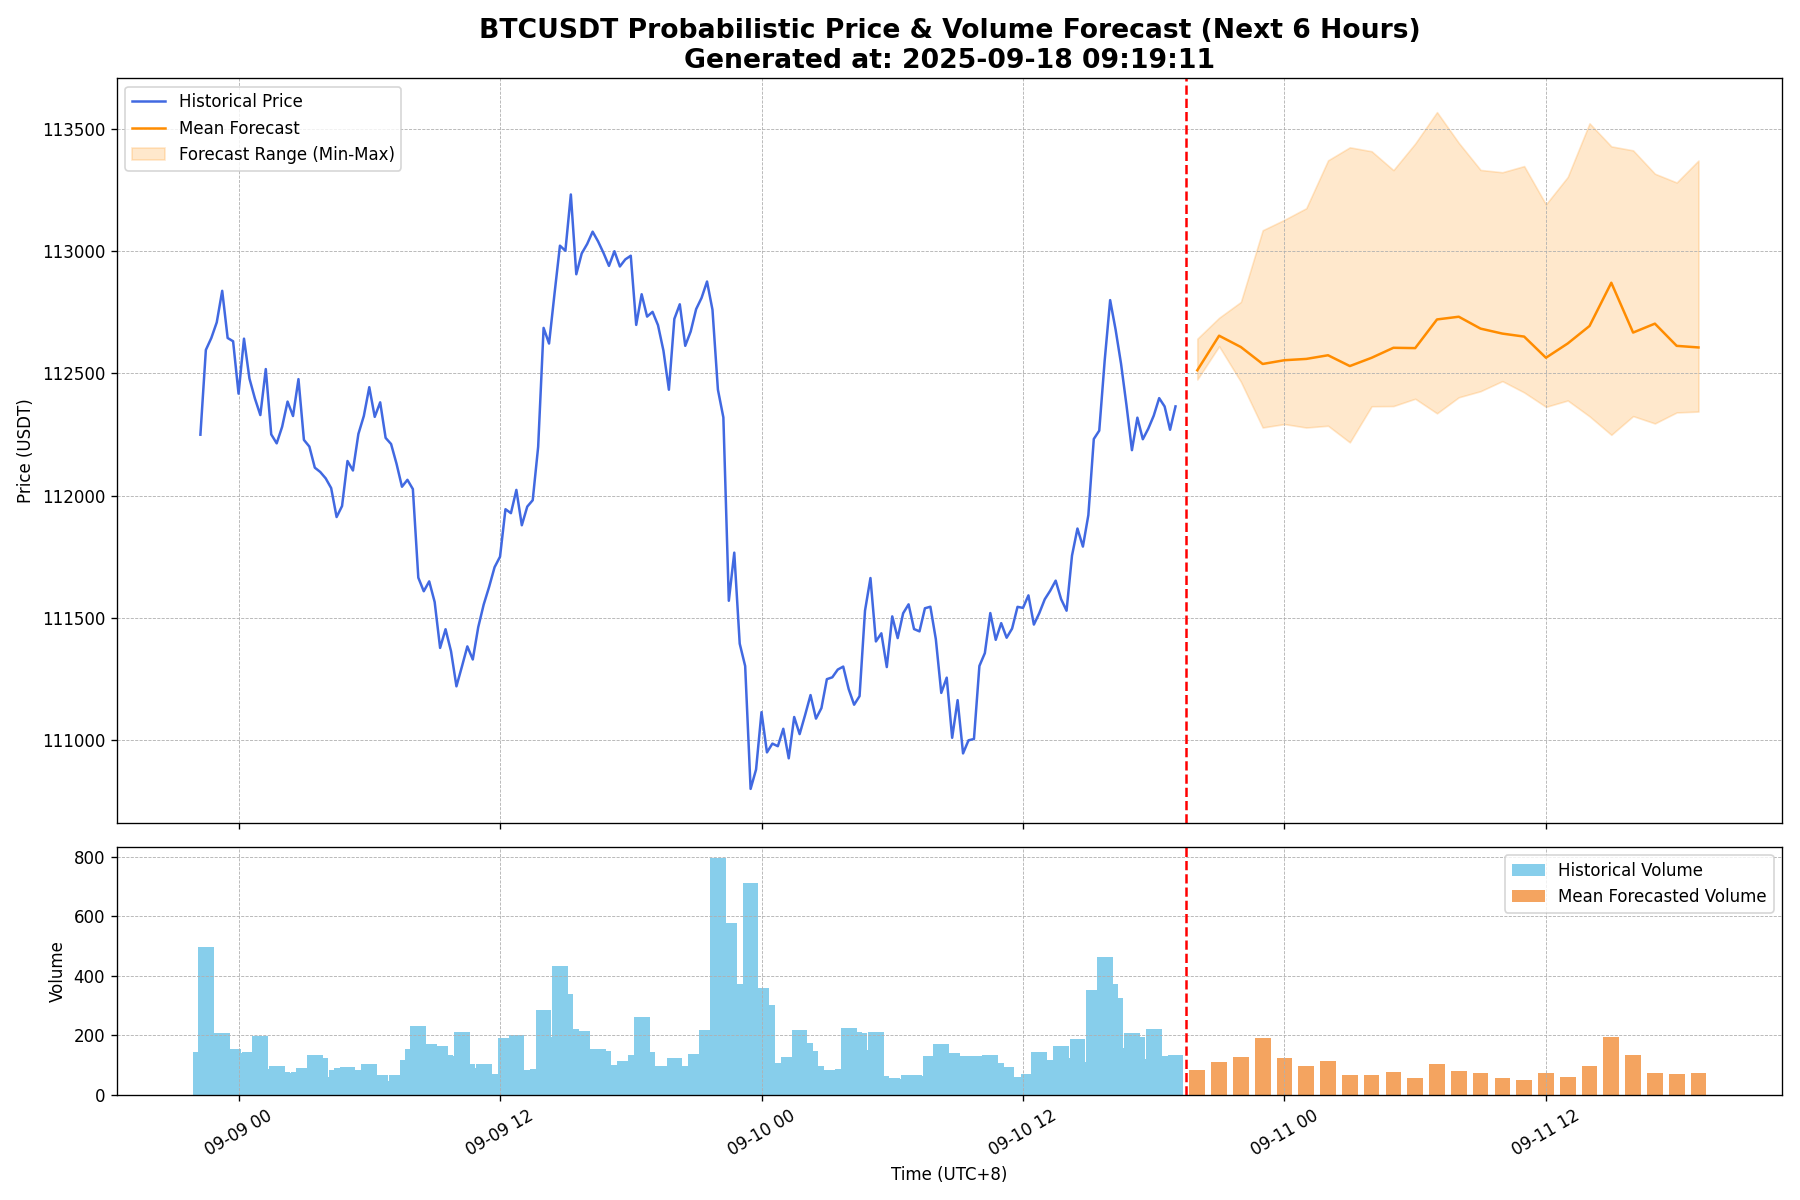 BTCUSDT Probabilistic Price & Volume Forecast (Next 6 Hours)
Generated at: 2025-09-18 09:19:11
Historical Price
Mean Forecast
Forecast Range (Min-Max)
113500
113000
112500
112000
111500
111000
Price (USDT)
Historical Volume
Mean Forecasted Volume
800
600
400
200
0
Volume
09-09 00
09-09 12
09-10 00
09-10 12
09-11 00
09-11 12
Time (UTC+8)